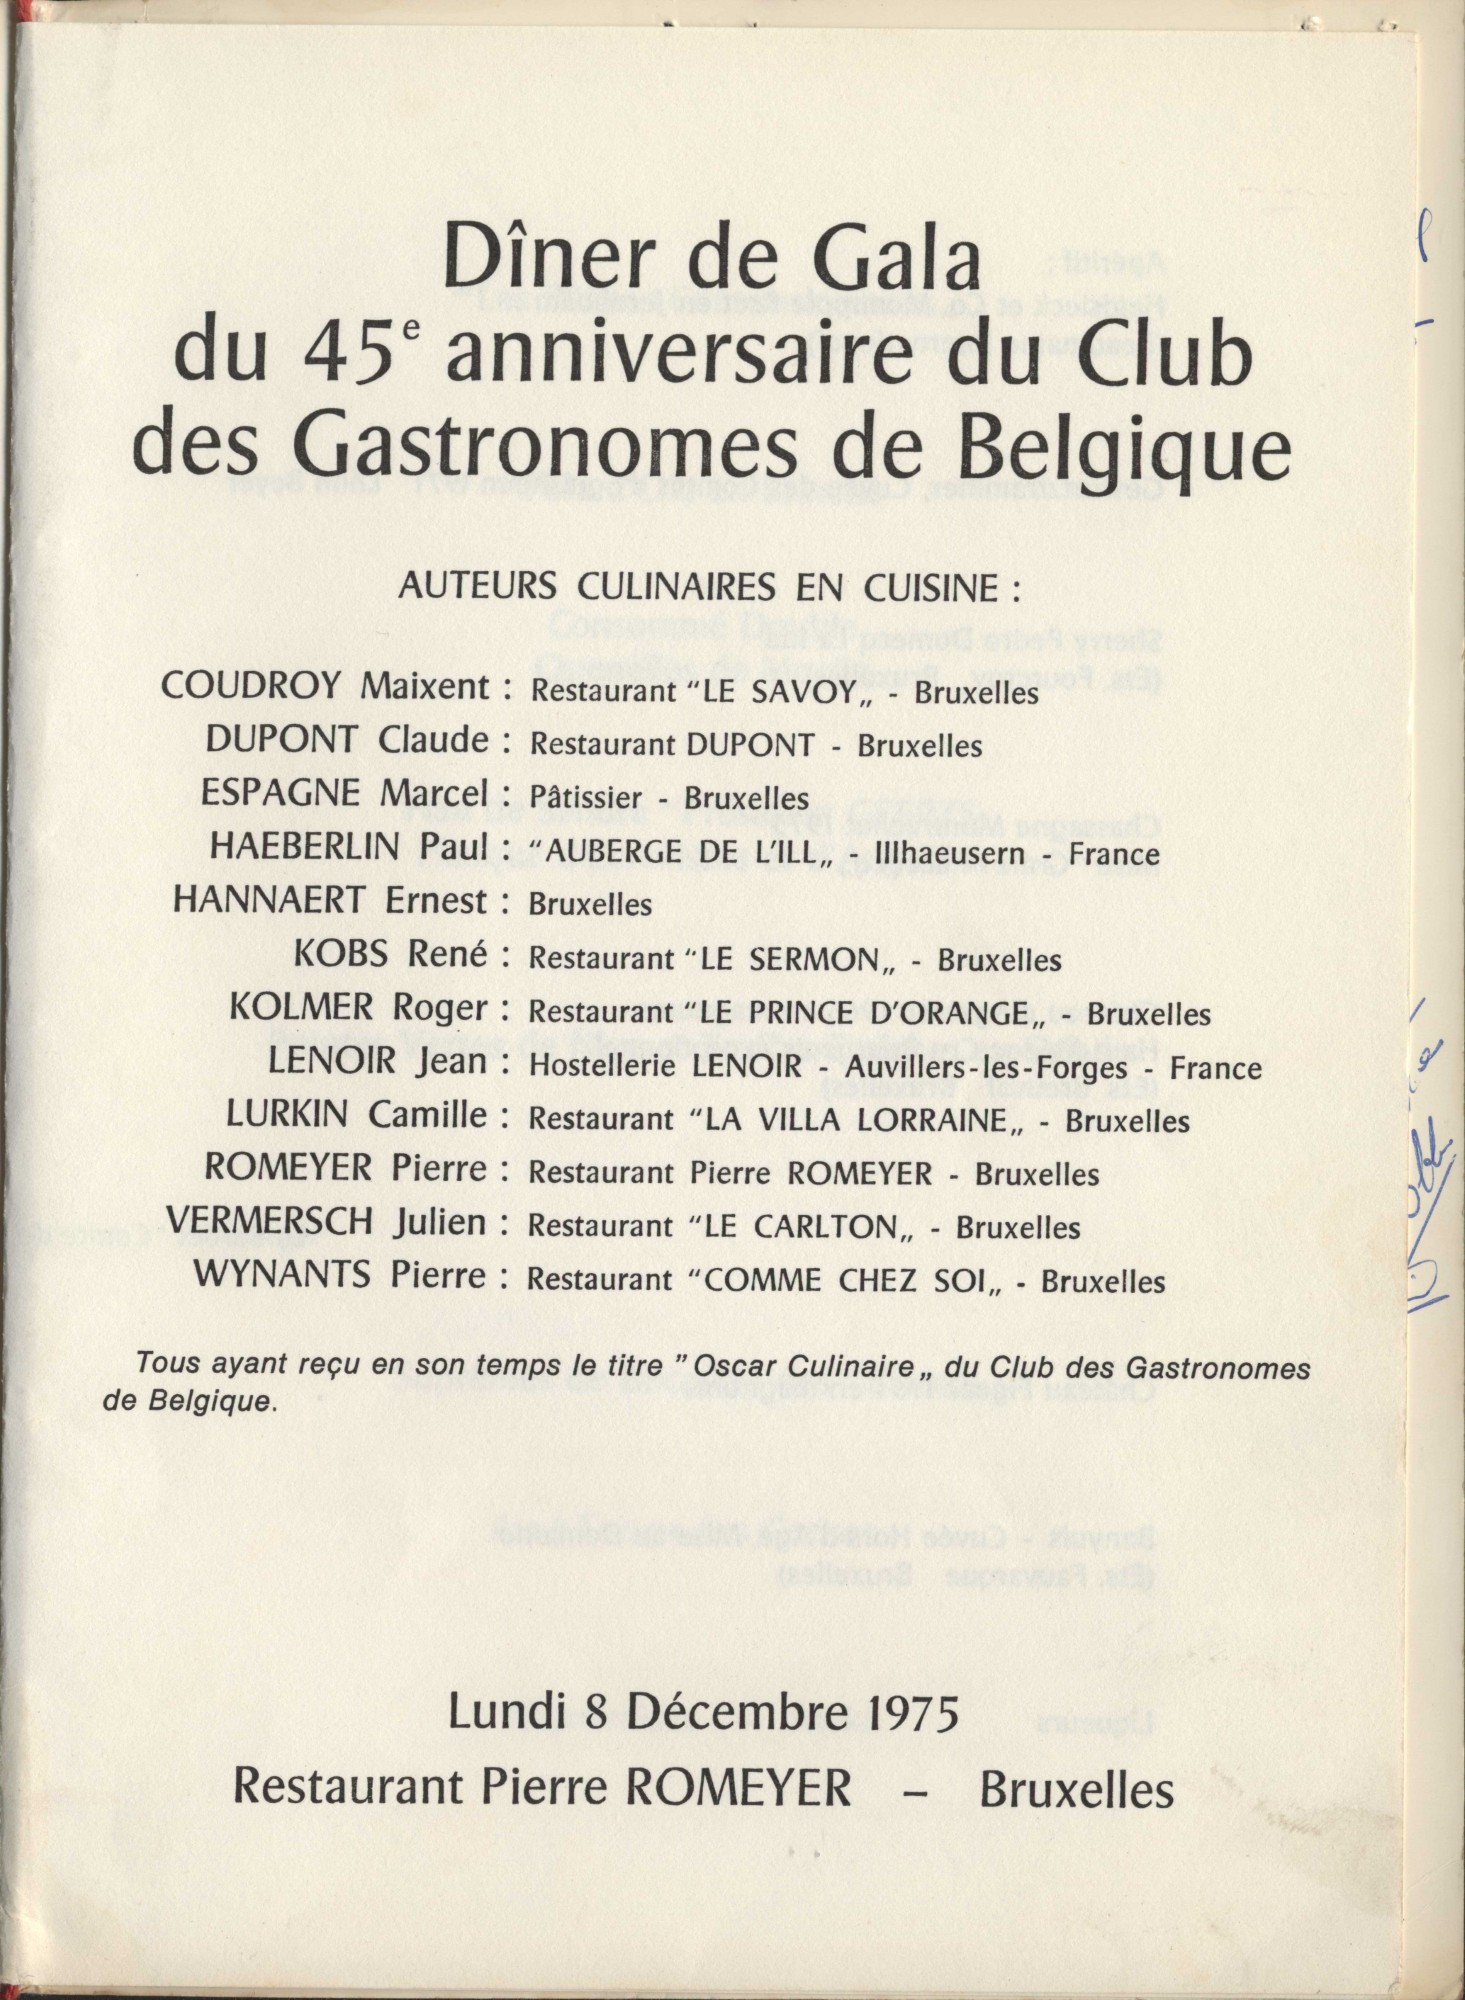 Dîner de Gala
du 45e anniversaire du Club
des Gastronomes de Belgique
AUTEURS CULINAIRES EN CUISINE :
COUDROY Maixent : Restaurant "LE SAVOY„ - Bruxelles
DUPONT Claude : Restaurant DUPONT - Bruxelles
ESPAGNE Marcel : Pâtissier - Bruxelles
HAEBERLIN Paul : "AUBERGE DE L'ILL„ - Illhaeusern - France
HANNAERT Ernest : Bruxelles
KOBS René : Restaurant "LE SERMON„ - Bruxelles
KOLMER Roger : Restaurant "LE PRINCE D'ORANGE„ - Bruxelles
LENOIR Jean : Hostellerie LENOIR - Auvillers-les-Forges - France
LURKIN Camille : Restaurant "LA VILLA LORRAINE„ - Bruxelles
ROMEYER Pierre : Restaurant Pierre ROMEYER - Bruxelles
VERMERSCH Julien : Restaurant "LE CARLTON„ - Bruxelles
WYNANTS Pierre : Restaurant "COMME CHEZ SOI„ - Bruxelles
Tous ayant reçu en son temps le titre "Oscar Culinaire„ du Club des Gastronomes
de Belgique.
Lundi 8 Décembre 1975
Restaurant Pierre ROMEYER – Bruxelles